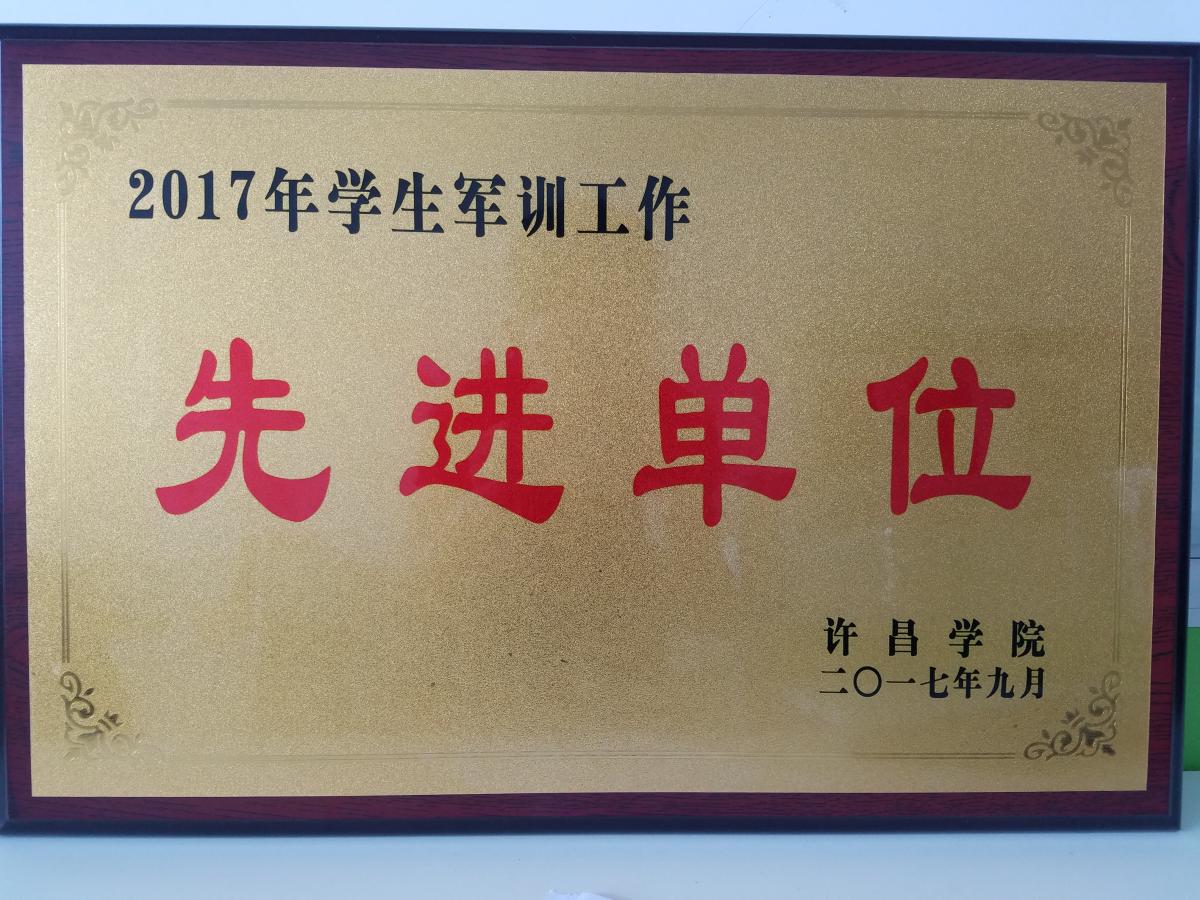 2017年学生军训工作
先进单位
许昌学院
二〇一七年九月